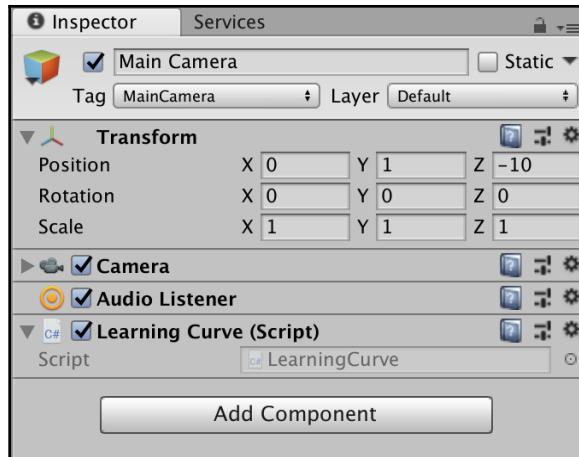 Inspector Services
Main Camera Static
Tag MainCamera Layer Default
Transform
Position X 0 Y 1 Z -10
Rotation X 0 Y 0 Z 0
Scale X 1 Y 1 Z 1
Camera
Audio Listener
C# Learning Curve (Script)
Script C# LearningCurve
Add Component